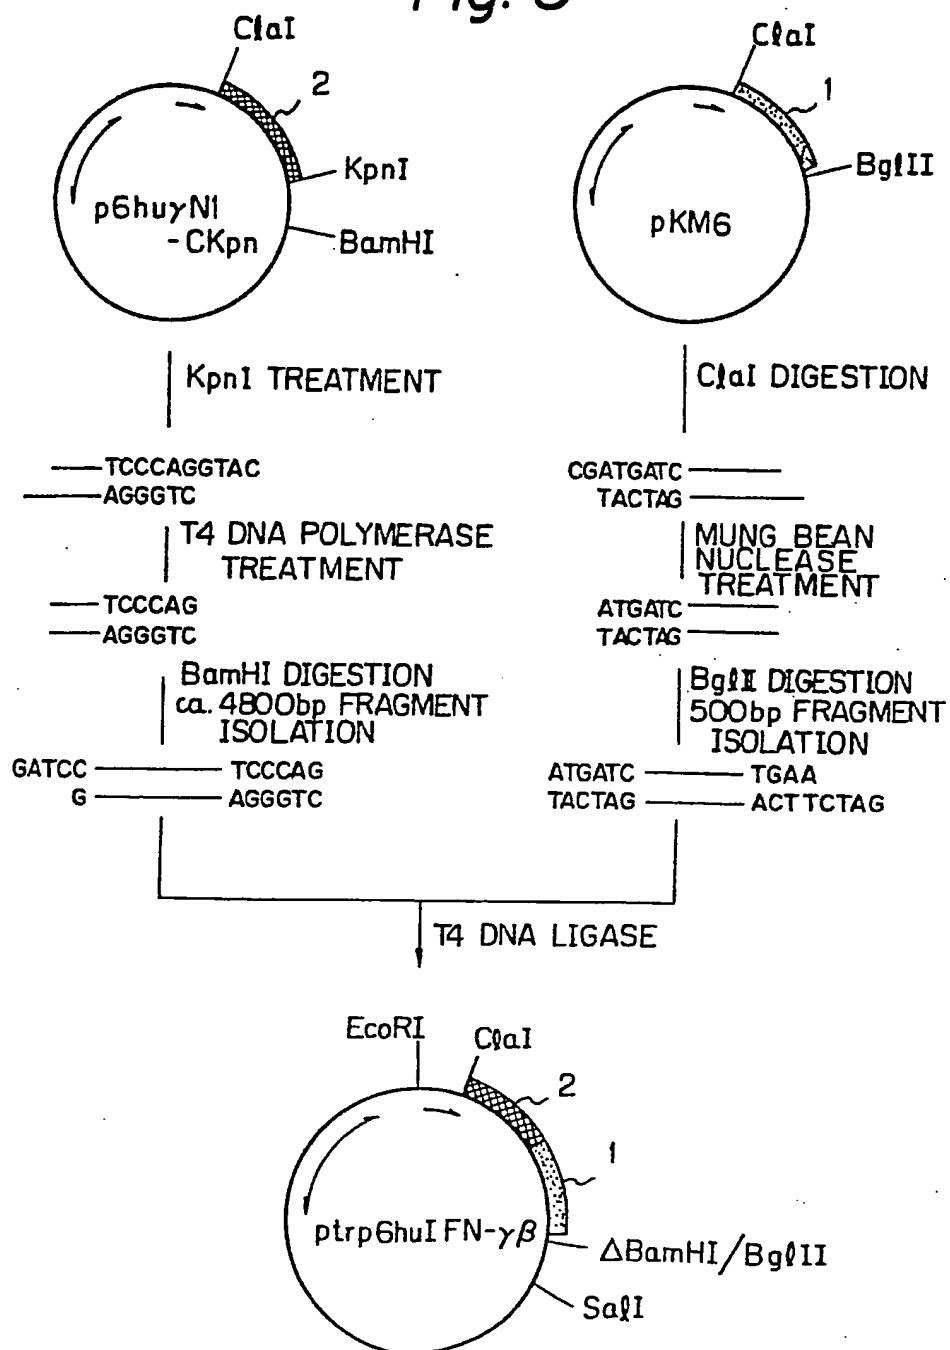 ClaI
2
KpnI
BamHI
p6huγN1
-CKpn
ClaI
1
BglII
pKM6
KpnI TREATMENT
ClaI DIGESTION
TCCCAGGTAC
AGGGTC
CGATGATC
TACTAG
T4 DNA POLYMERASE
TREATMENT
MUNG BEAN
NUCLEASE
TREATMENT
TCCCAG
AGGGTC
ATGATC
TACTAG
BamHI DIGESTION
ca. 4800bp FRAGMENT
ISOLATION
BglII DIGESTION
500bp FRAGMENT
ISOLATION
GATCC TCCCAG
G AGGGTC
ATGATC TGAA
TACTAG ACTTCTAG
T4 DNA LIGASE
EcoRI
ClaI
2
1
ptrp6huIFN-γβ
ΔBamHI/BglII
SalI